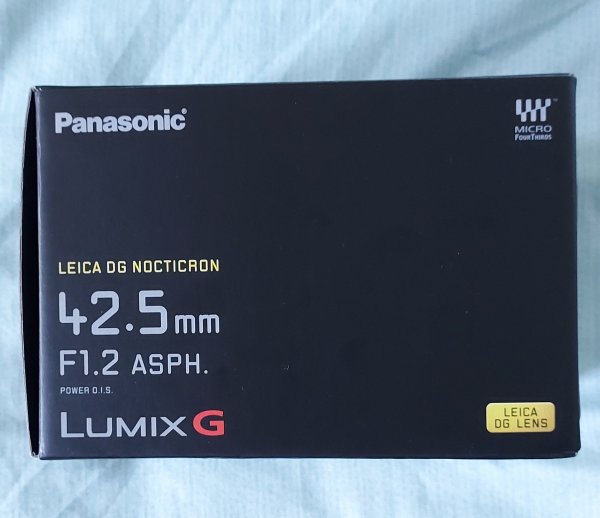 Panasonic
MICRO
FOURTHIRDS
LEICA DG NOCTICRON
42.5mm
F1.2 ASPH.
POWER O.I.S.
LUMIX G
LEICA
DG LENS